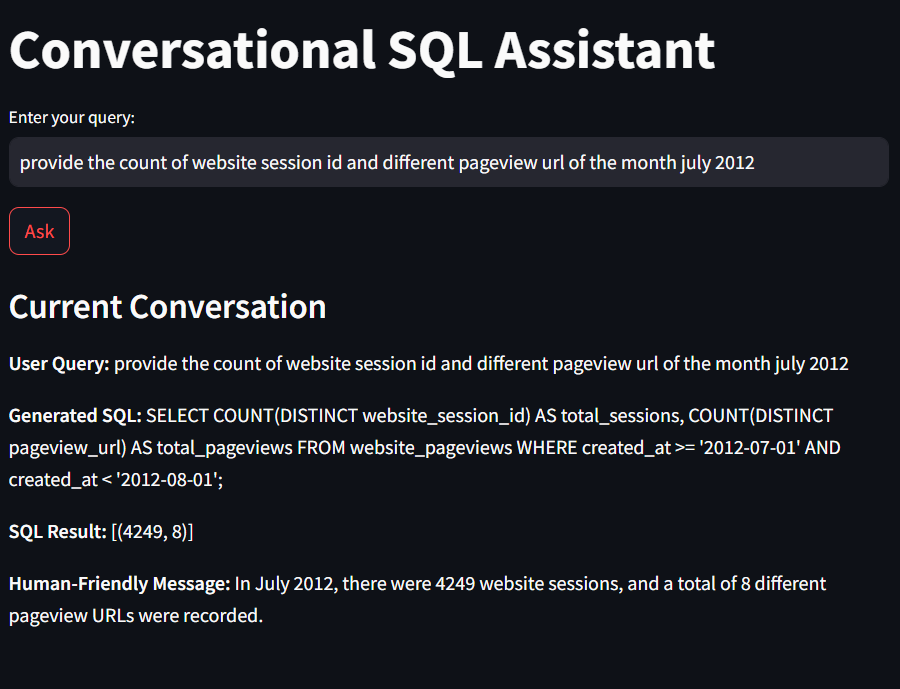 Conversational SQL Assistant
Enter your query:
provide the count of website session id and different pageview url of the month july 2012
Ask
Current Conversation
User Query: provide the count of website session id and different pageview url of the month july 2012
Generated SQL: SELECT COUNT(DISTINCT website_session_id) AS total_sessions, COUNT(DISTINCT
pageview_url) AS total_pageviews FROM website_pageviews WHERE created_at >= '2012-07-01' AND
created_at < '2012-08-01';
SQL Result: [(4249, 8)]
Human-Friendly Message: In July 2012, there were 4249 website sessions, and a total of 8 different
pageview URLs were recorded.